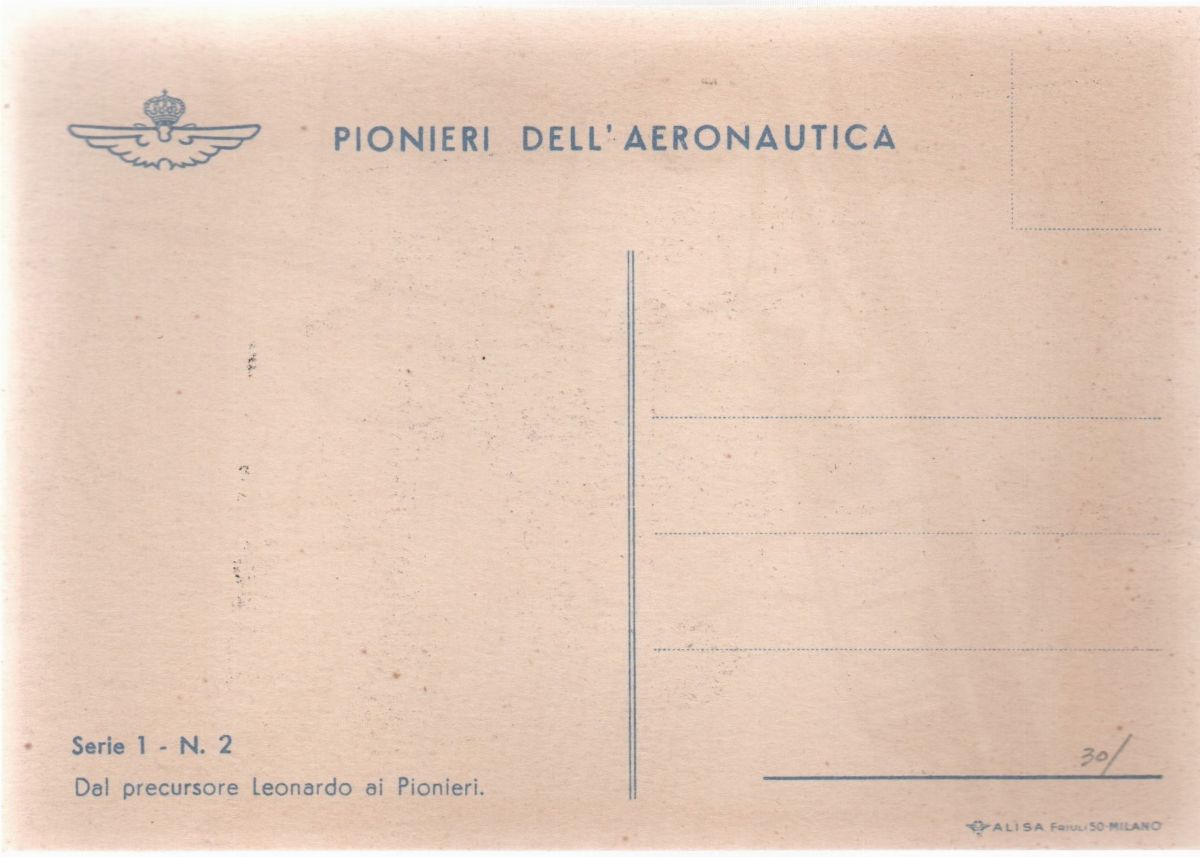 PIONIERI DELL'AERONAUTICA
Serie 1 - N. 2
Dal precursore Leonardo ai Pionieri.
30/
ALISA FRIULI 50-MILANO